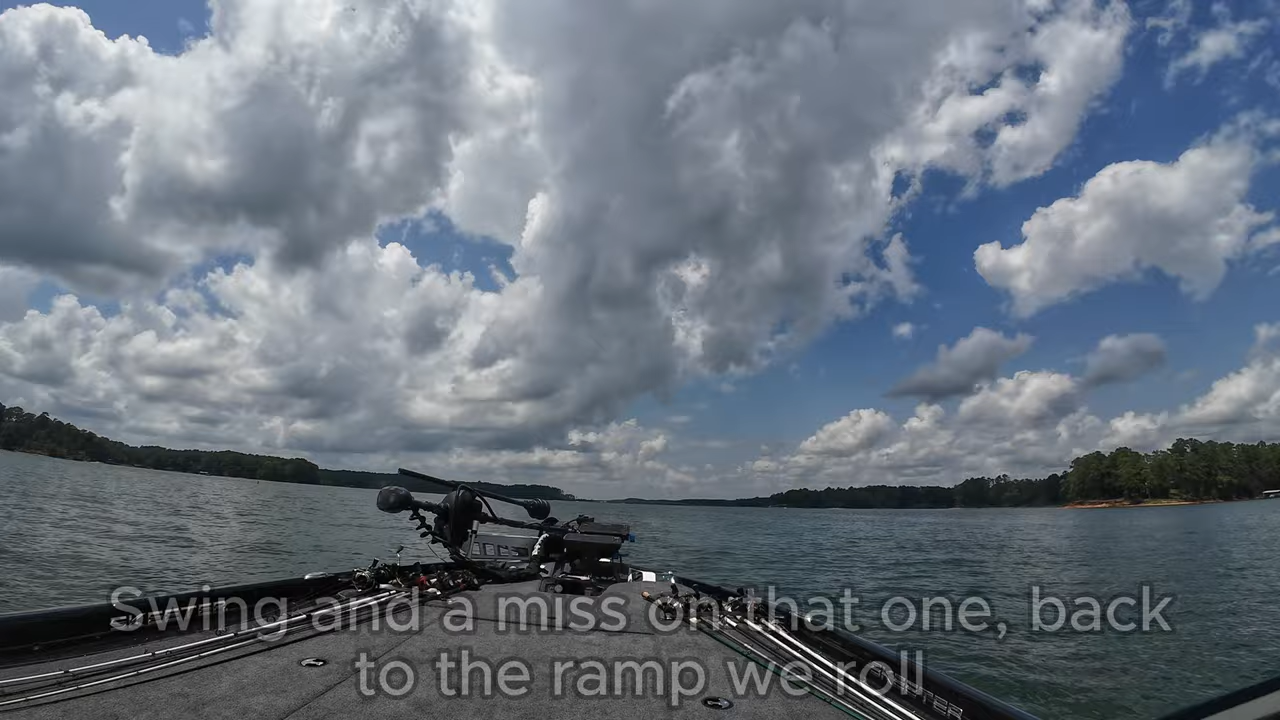 Swing and a miss on that one, back
to the ramp we roll